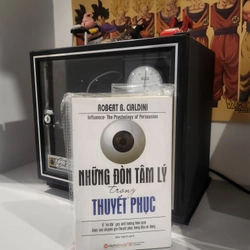 ROBERT B. CIALDINI
Influence: The Psychology of Persuasion
NHỮNG ĐÒN TÂM LÝ
trong
THUYẾT PHỤC